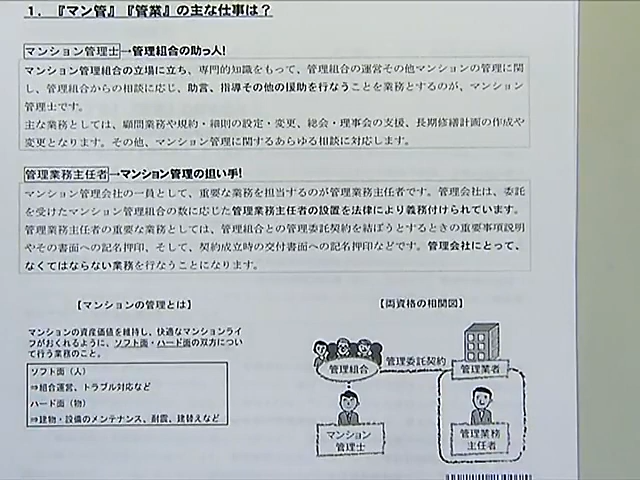 1．『マン管』『管業』の主な仕事は？
マンション管理士→管理組合の助っ人!
マンション管理組合の立場に立ち、専門的知識をもって、管理組合の運営その他マンションの管理に関
し、管理組合からの相談に応じ、助言、指導その他の援助を行なうことを業務とするのが、マンション
管理士です。
主な業務としては、顧問業務や規約・細則の設定・変更、総会・理事会の支援、長期修繕計画の作成や
変更となります。その他、マンション管理に関するあらゆる相談に対応します。
管理業務主任者→マンション管理の担い手!
マンション管理会社の一員として、重要な業務を担当するのが管理業務主任者です。管理会社は、委託
を受けたマンション管理組合の数に応じた管理業務主任者の設置を法律により義務付けられています。
管理業務主任者の重要な業務としては、管理組合との管理委託契約を結ぼうとするときの重要事項説明
やその書面への記名押印、そして、契約成立時の交付書面への記名押印などです。管理会社にとって、
なくてはならない業務を行なうことになります。
【マンションの管理とは】
マンションの資産価値を維持し、快適なマンションライ
フがおくれるように、ソフト面・ハード面の双方につい
て行う業務のこと。
ソフト面（人）
⇒組合運営、トラブル対応など
ハード面（物）
⇒建物・設備のメンテナンス、耐震、建替えなど
【両資格の相関図】
管理組合
管理委託契約
管理業者
マンション
管理士
管理業務
主任者